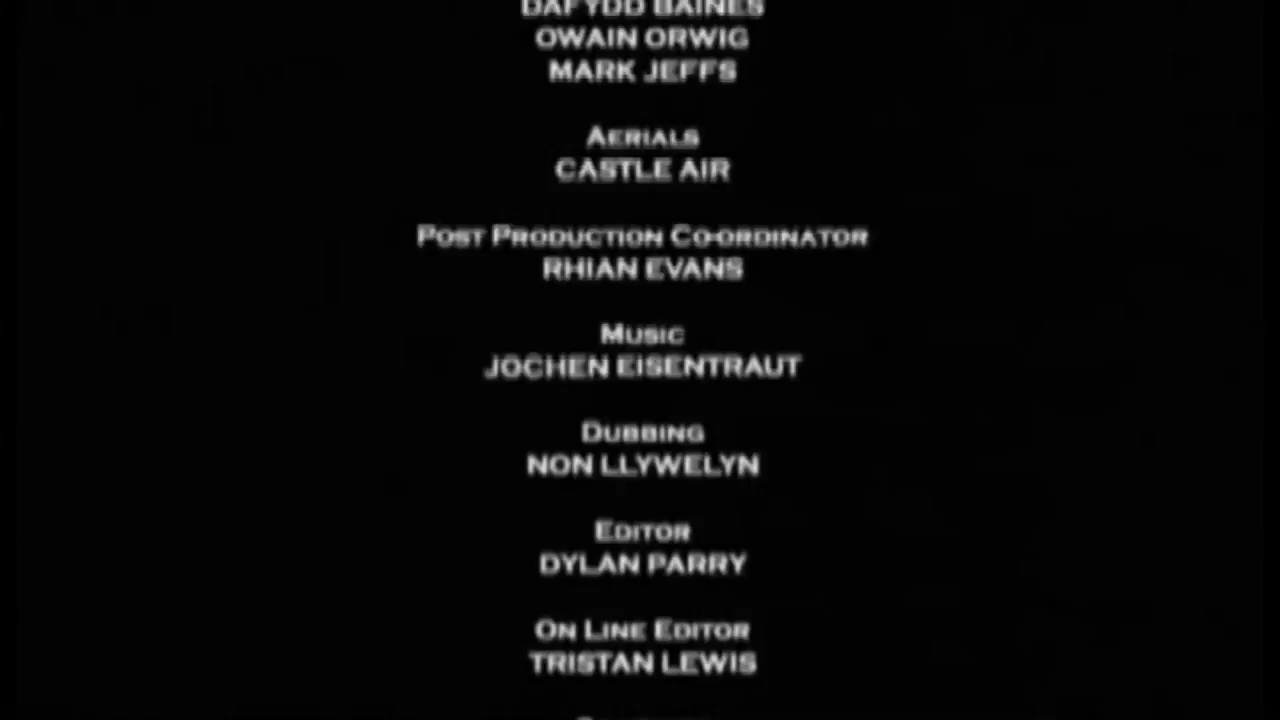 DAFYDD BAINES
OWAIN ORWIG
MARK JEFFS
AERIALS
CASTLE AIR
POST PRODUCTION CO-ORDINATOR
RHIAN EVANS
MUSIC
JOCHEN EISENTRAUT
DUBBING
NON LLYWELYN
EDITOR
DYLAN PARRY
ON LINE EDITOR
TRISTAN LEWIS